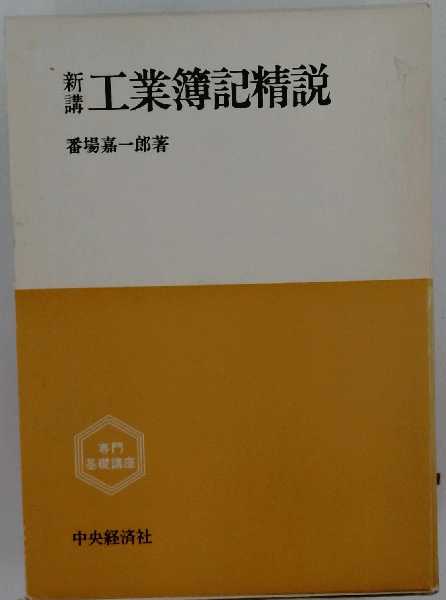 新講 工業簿記精説
番場嘉一郎著
専門
基礎講座
中央経済社